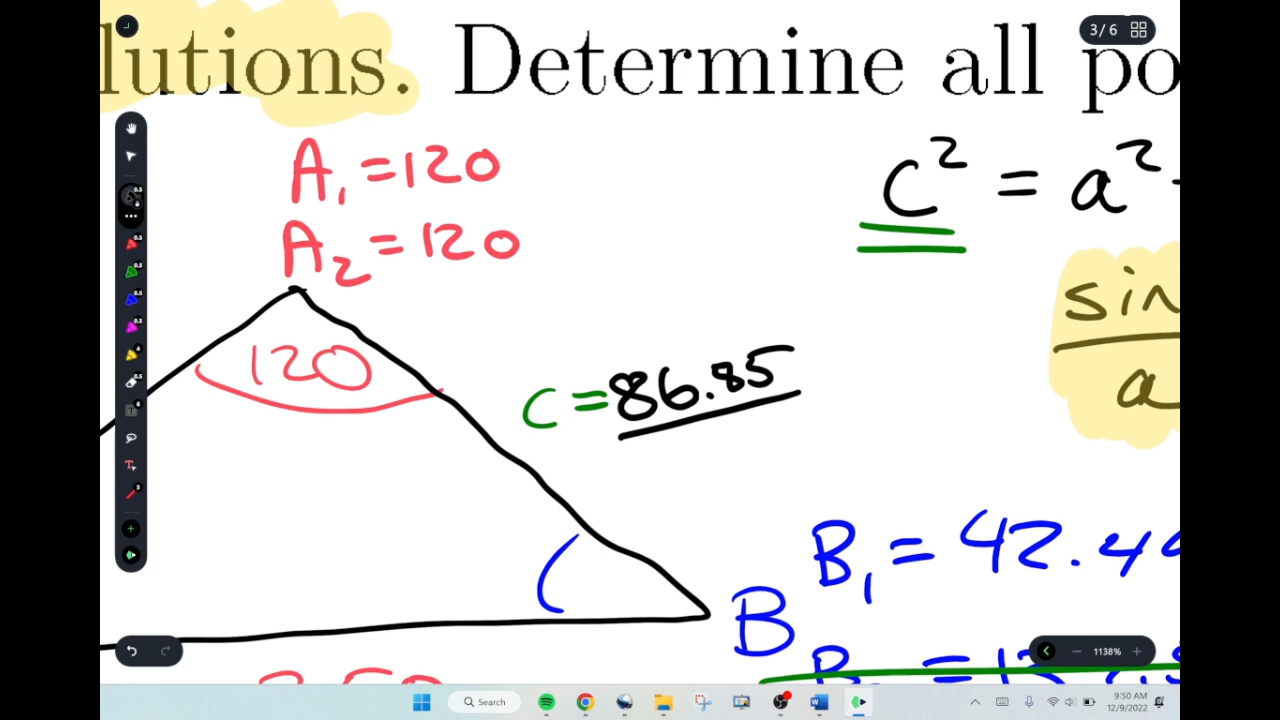 lutions. Determine all po
3/6
A₁ = 120
A₂ = 120
c² = a²
sin
a
120
c = 86.85
B₁ = 42.44
B
1138%
Search
9:50 AM
12/9/2022